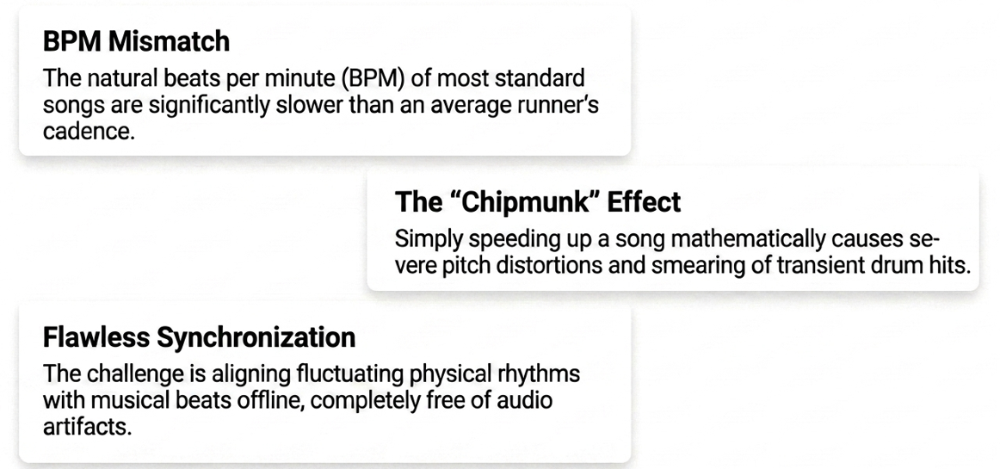 BPM Mismatch
The natural beats per minute (BPM) of most standard
songs are significantly slower than an average runner’s
cadence.
The “Chipmunk” Effect
Simply speeding up a song mathematically causes se-
vere pitch distortions and smearing of transient drum hits.
Flawless Synchronization
The challenge is aligning fluctuating physical rhythms
with musical beats offline, completely free of audio
artifacts.